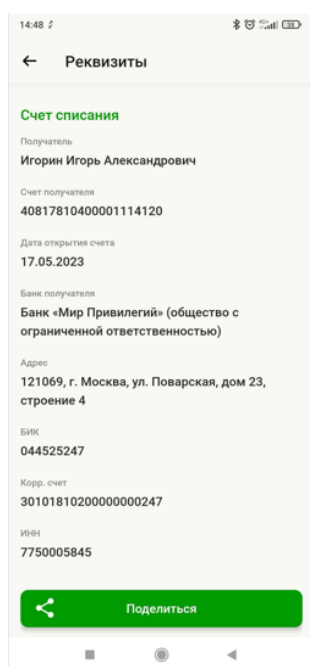 14:48
Реквизиты
Счет списания
Получатель
Игорин Игорь Александрович
Счет получателя
40817810400001114120
Дата открытия счета
17.05.2023
Банк получателя
Банк «Мир Привилегий» (общество с
ограниченной ответственностью)
Адрес
121069, г. Москва, ул. Поварская, дом 23,
строение 4
БИК
044525247
Корр. счет
30101810200000000247
ИНН
7750005845
Поделиться